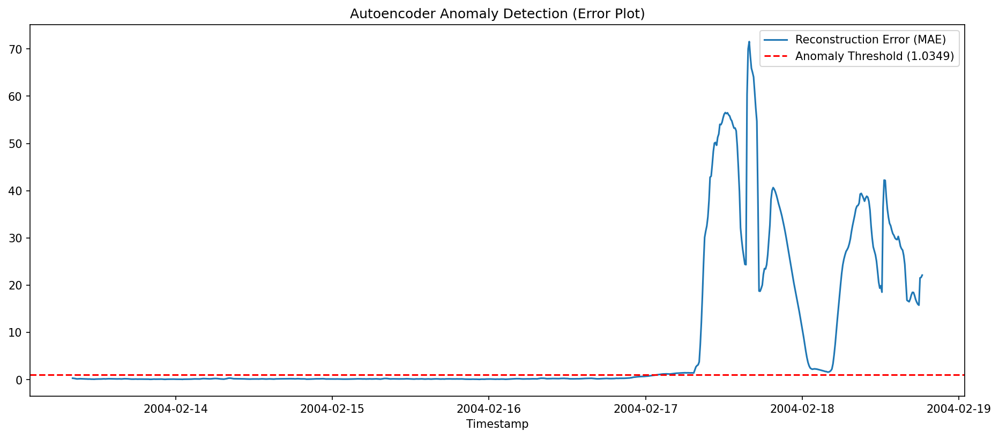 Autoencoder Anomaly Detection (Error Plot)
Reconstruction Error (MAE)
Anomaly Threshold (1.0349)
70
60
50
40
30
20
10
0
2004-02-14 2004-02-15 2004-02-16 2004-02-17 2004-02-18 2004-02-19
Timestamp